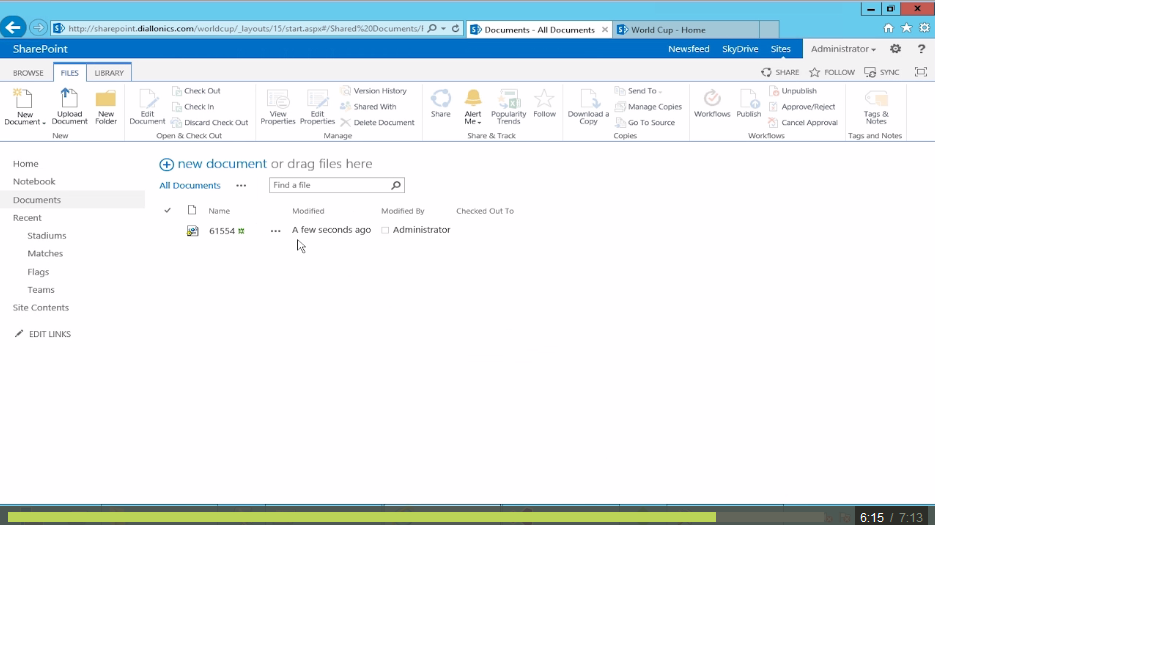 http://sharepoint.diallonics.com/worldcup/_layouts/15/start.aspx#/Shared%20Documents/
Documents - All Documents
World Cup - Home
SharePoint
Newsfeed SkyDrive Sites Administrator ?
BROWSE FILES LIBRARY
SHARE FOLLOW SYNC
New Document
Upload Document
New Folder
New
Edit Document
Check Out
Check In
Discard Check Out
Open & Check Out
View Properties
Edit Properties
Version History
Shared With
Delete Document
Manage
Share
Alert Me
Popularity Trends
Follow
Share & Track
Download a Copy
Send To
Manage Copies
Go To Source
Copies
Workflows
Publish
Unpublish
Approve/Reject
Cancel Approval
Workflows
Tags & Notes
Tags and Notes
Home
Notebook
Documents
Recent
Stadiums
Matches
Flags
Teams
Site Contents
EDIT LINKS
new document or drag files here
All Documents ... Find a file
Name Modified Modified By Checked Out To
61554 ... A few seconds ago Administrator
6:15 / 7:13